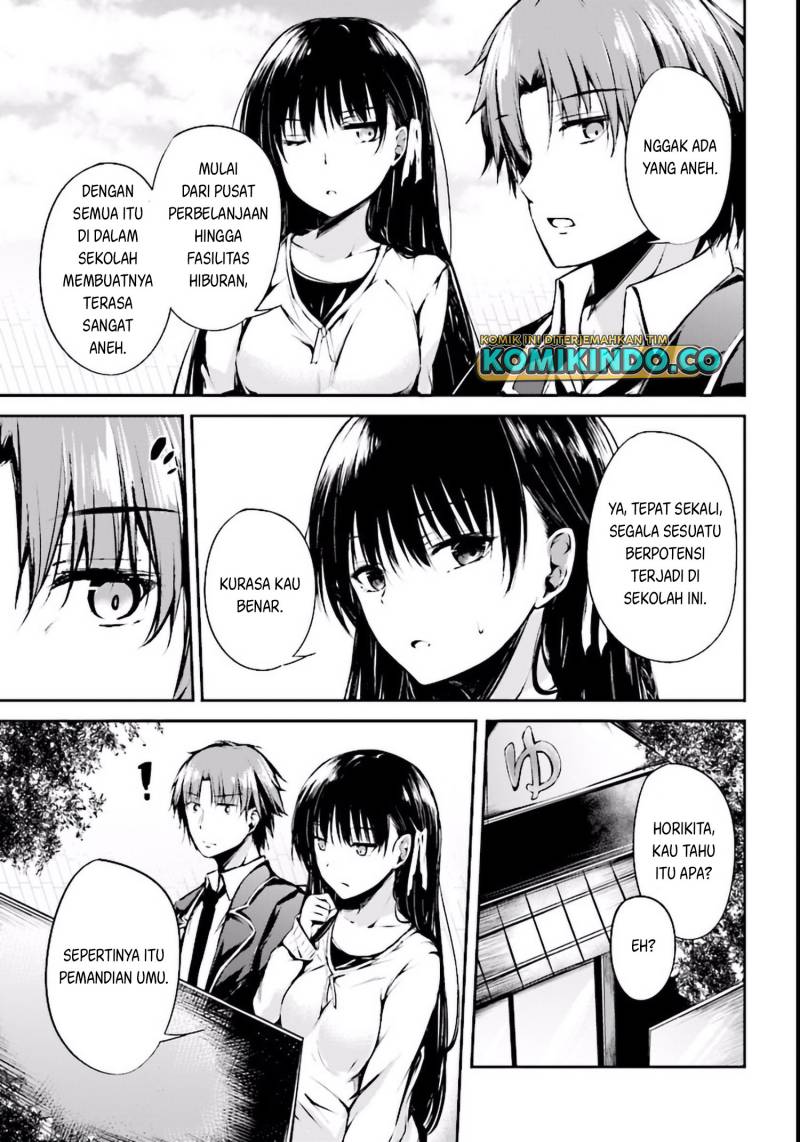 NGGAK ADA
YANG ANEH.
MULAI
DARI PUSAT
PERBELANJAAN
HINGGA
FASILITAS
HIBURAN,
DENGAN
SEMUA ITU
DI DALAM
SEKOLAH
MEMBUATNYA
TERASA
SANGAT
ANEH.
KOMIK INI DITERJEMAHKAN TIM
KOMIKINDO.CO
YA, TEPAT SEKALI,
SEGALA SESUATU
BERPOTENSI
TERJADI DI
SEKOLAH INI.
KURASA KAU
BENAR.
ゆ
HORIKITA,
KAU TAHU
ITU APA?
EH?
!
SEPERTINYA ITU
PEMANDIAN UMU.